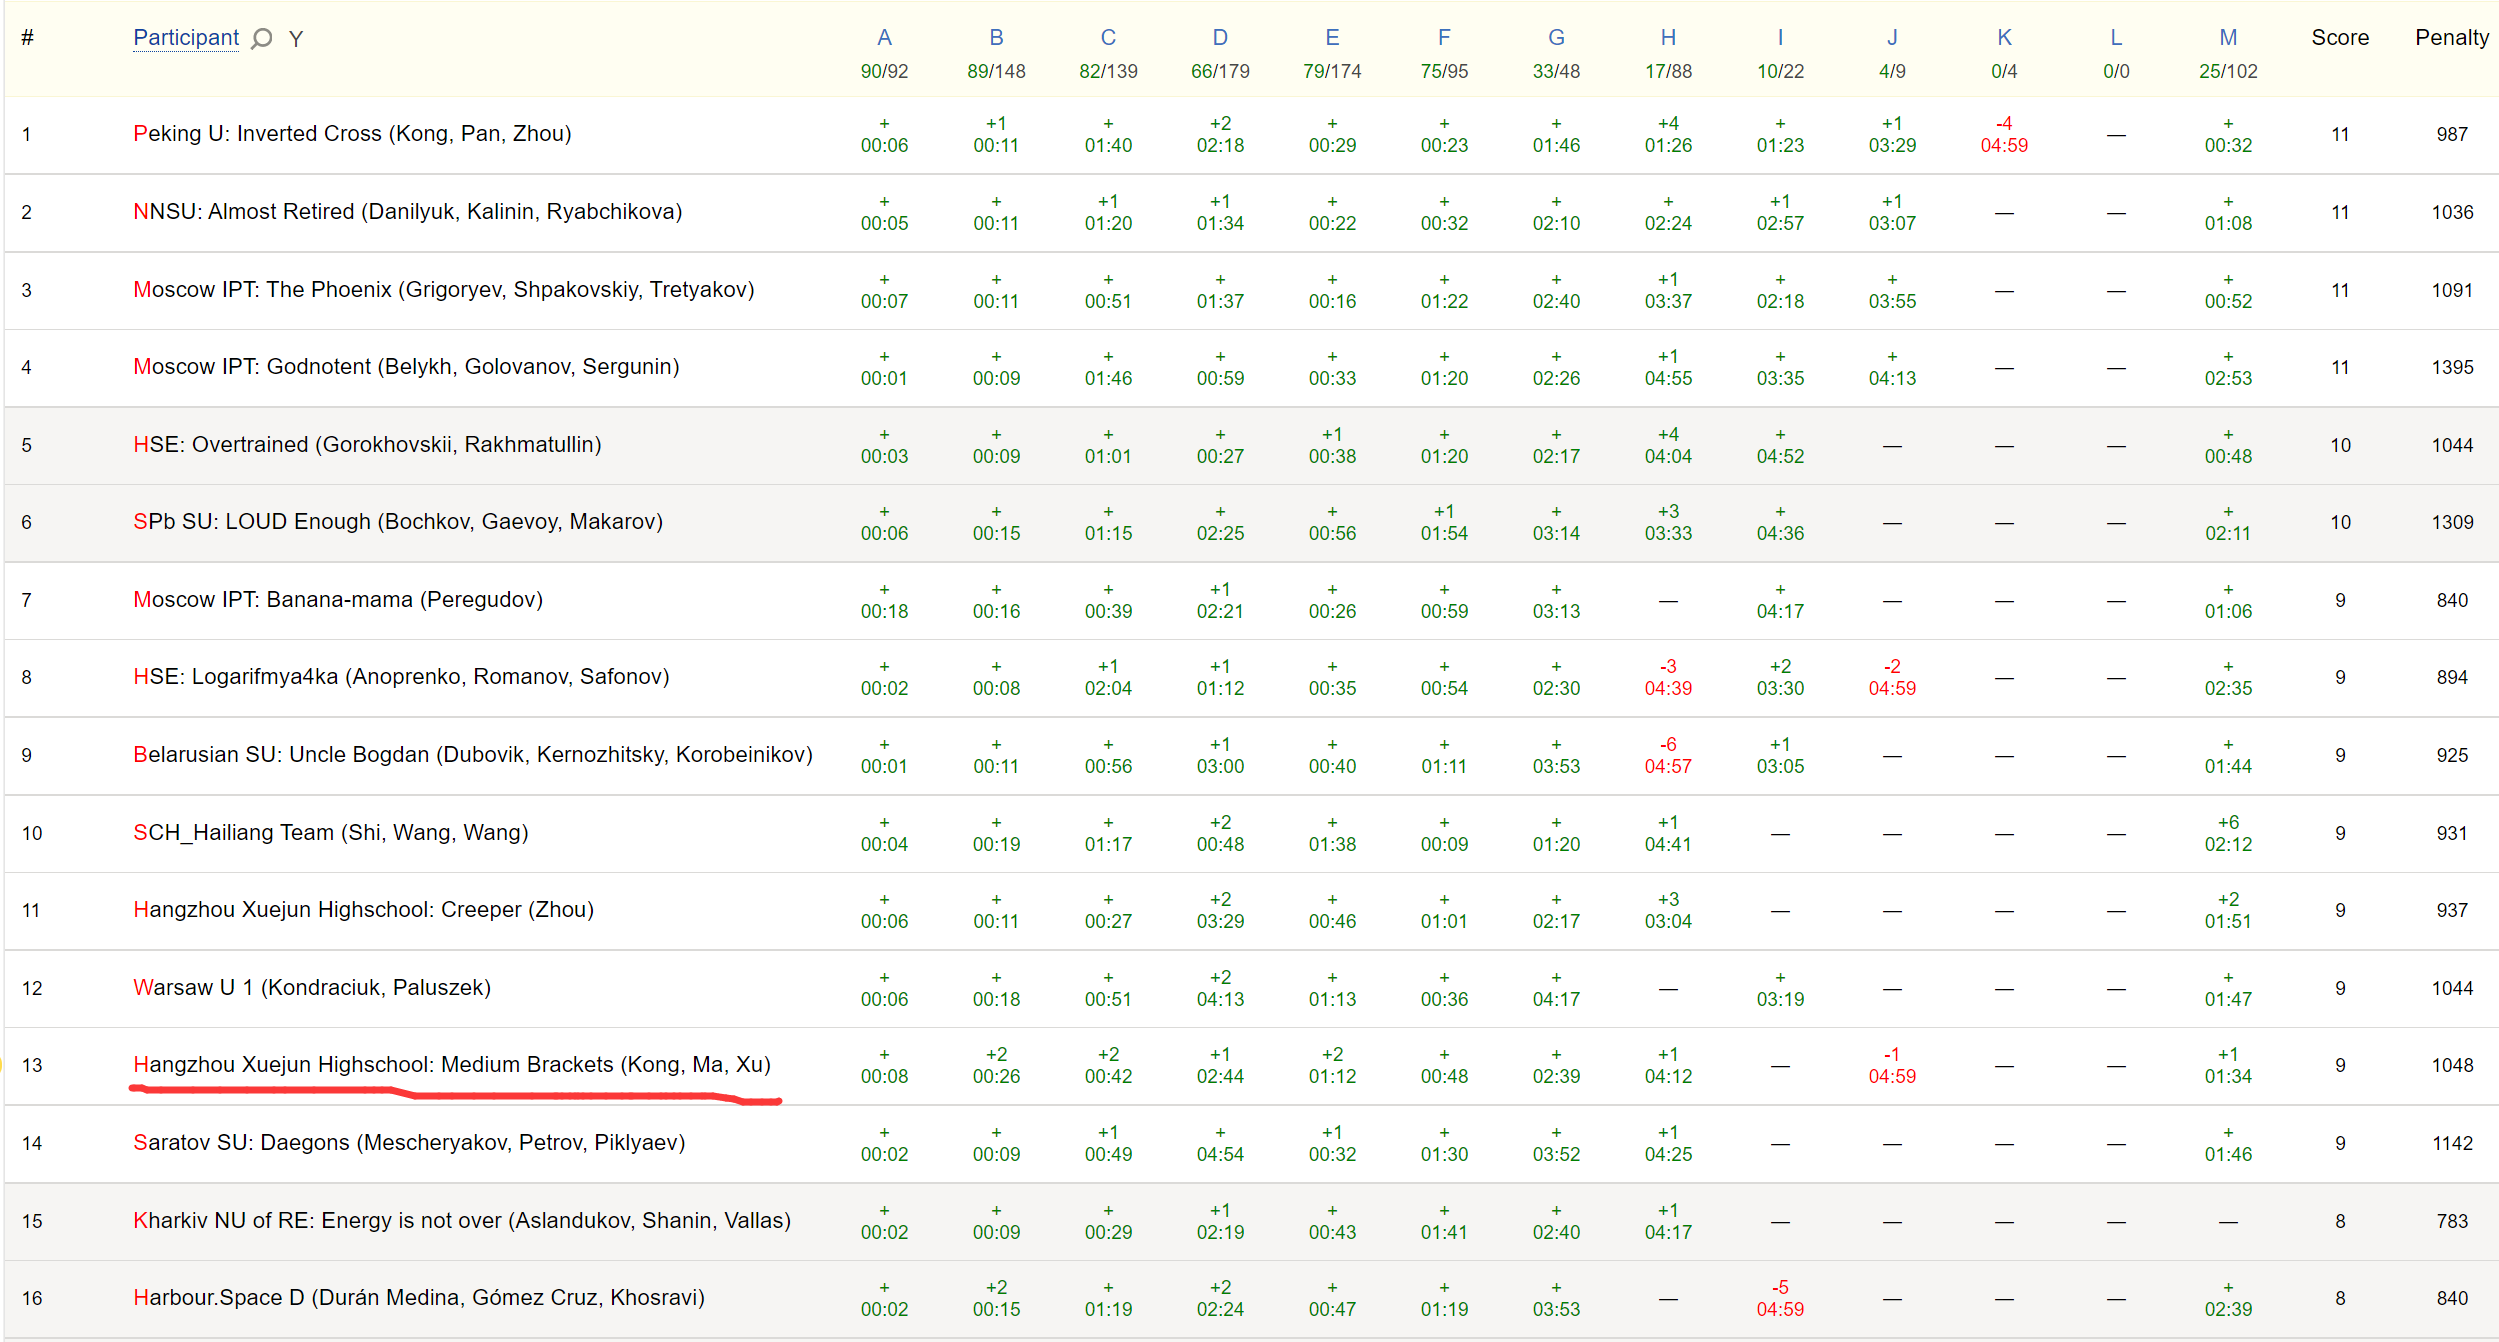 # Participant Y A B C D E F G H I J K L M Score Penalty
90/92 89/148 82/139 66/179 79/174 75/95 33/48 17/88 10/22 4/9 0/4 0/0 25/102
+ +1 + +2 + + + +4 + +1 -4 +
1 Peking U: Inverted Cross (Kong, Pan, Zhou) — 11 987
00:06 00:11 01:40 02:18 00:29 00:23 01:46 01:26 01:23 03:29 04:59 00:32
+ + +1 +1 + + + + +1 +1 +
2 NNSU: Almost Retired (Danilyuk, Kalinin, Ryabchikova) — — 11 1036
00:05 00:11 01:20 01:34 00:22 00:32 02:10 02:24 02:57 03:07 01:08
+ + + + + + + +1 + + +
3 Moscow IPT: The Phoenix (Grigoryev, Shpakovskiy, Tretyakov) — — 11 1091
00:07 00:11 00:51 01:37 00:16 01:22 02:40 03:37 02:18 03:55 00:52
+ + + + + + + +1 + + +
4 Moscow IPT: Godnotent (Belykh, Golovanov, Sergunin) — — 11 1395
00:01 00:09 01:46 00:59 00:33 01:20 02:26 04:55 03:35 04:13 02:53
+ + + + +1 + + +4 + +
5 HSE: Overtrained (Gorokhovskii, Rakhmatullin) — — — 10 1044
00:03 00:09 01:01 00:27 00:38 01:20 02:17 04:04 04:52 00:48
+ + + + + +1 + +3 + +
6 SPb SU: LOUD Enough (Bochkov, Gaevoy, Makarov) — — — 10 1309
00:06 00:15 01:15 02:25 00:56 01:54 03:14 03:33 04:36 02:11
+ + + +1 + + + + +
7 Moscow IPT: Banana-mama (Peregudov) — — — — 9 840
00:18 00:16 00:39 02:21 00:26 00:59 03:13 04:17 01:06
+ + +1 +1 + + + -3 +2 -2 +
8 HSE: Logarifmya4ka (Anoprenko, Romanov, Safonov) — — 9 894
00:02 00:08 02:04 01:12 00:35 00:54 02:30 04:39 03:30 04:59 02:35
+ + + +1 + + + -6 +1 +
9 Belarusian SU: Uncle Bogdan (Dubovik, Kernozhitsky, Korobeinikov) — — — 9 925
00:01 00:11 00:56 03:00 00:40 01:11 03:53 04:57 03:05 01:44
+ + + +2 + + + +1 +6
10 SCH_Hailiang Team (Shi, Wang, Wang) — — — — 9 931
00:04 00:19 01:17 00:48 01:38 00:09 01:20 04:41 02:12
+ + + +2 + + + +3 +2
11 Hangzhou Xuejun Highschool: Creeper (Zhou) — — — — 9 937
00:06 00:11 00:27 03:29 00:46 01:01 02:17 03:04 01:51
+ + + +2 + + + + +
12 Warsaw U 1 (Kondraciuk, Paluszek) — — — — 9 1044
00:06 00:18 00:51 04:13 01:13 00:36 04:17 03:19 01:47
+ +2 +2 +1 +2 + + +1 -1 +1
13 Hangzhou Xuejun Highschool: Medium Brackets (Kong, Ma, Xu) — — — 9 1048
00:08 00:26 00:42 02:44 01:12 00:48 02:39 04:12 04:59 01:34
+ + +1 + +1 + + +1 +
14 Saratov SU: Daegons (Mescheryakov, Petrov, Piklyaev) — — — — 9 1142
00:02 00:09 00:49 04:54 00:32 01:30 03:52 04:25 01:46
+ + + +1 + + + +1
15 Kharkiv NU of RE: Energy is not over (Aslandukov, Shanin, Vallas) — — — — — 8 783
00:02 00:09 00:29 02:19 00:43 01:41 02:40 04:17
+ +2 + +2 + + + -5 +
16 Harbour.Space D (Durán Medina, Gómez Cruz, Khosravi) — — — — 8 840
00:02 00:15 01:19 02:24 00:47 01:19 03:53 04:59 02:39